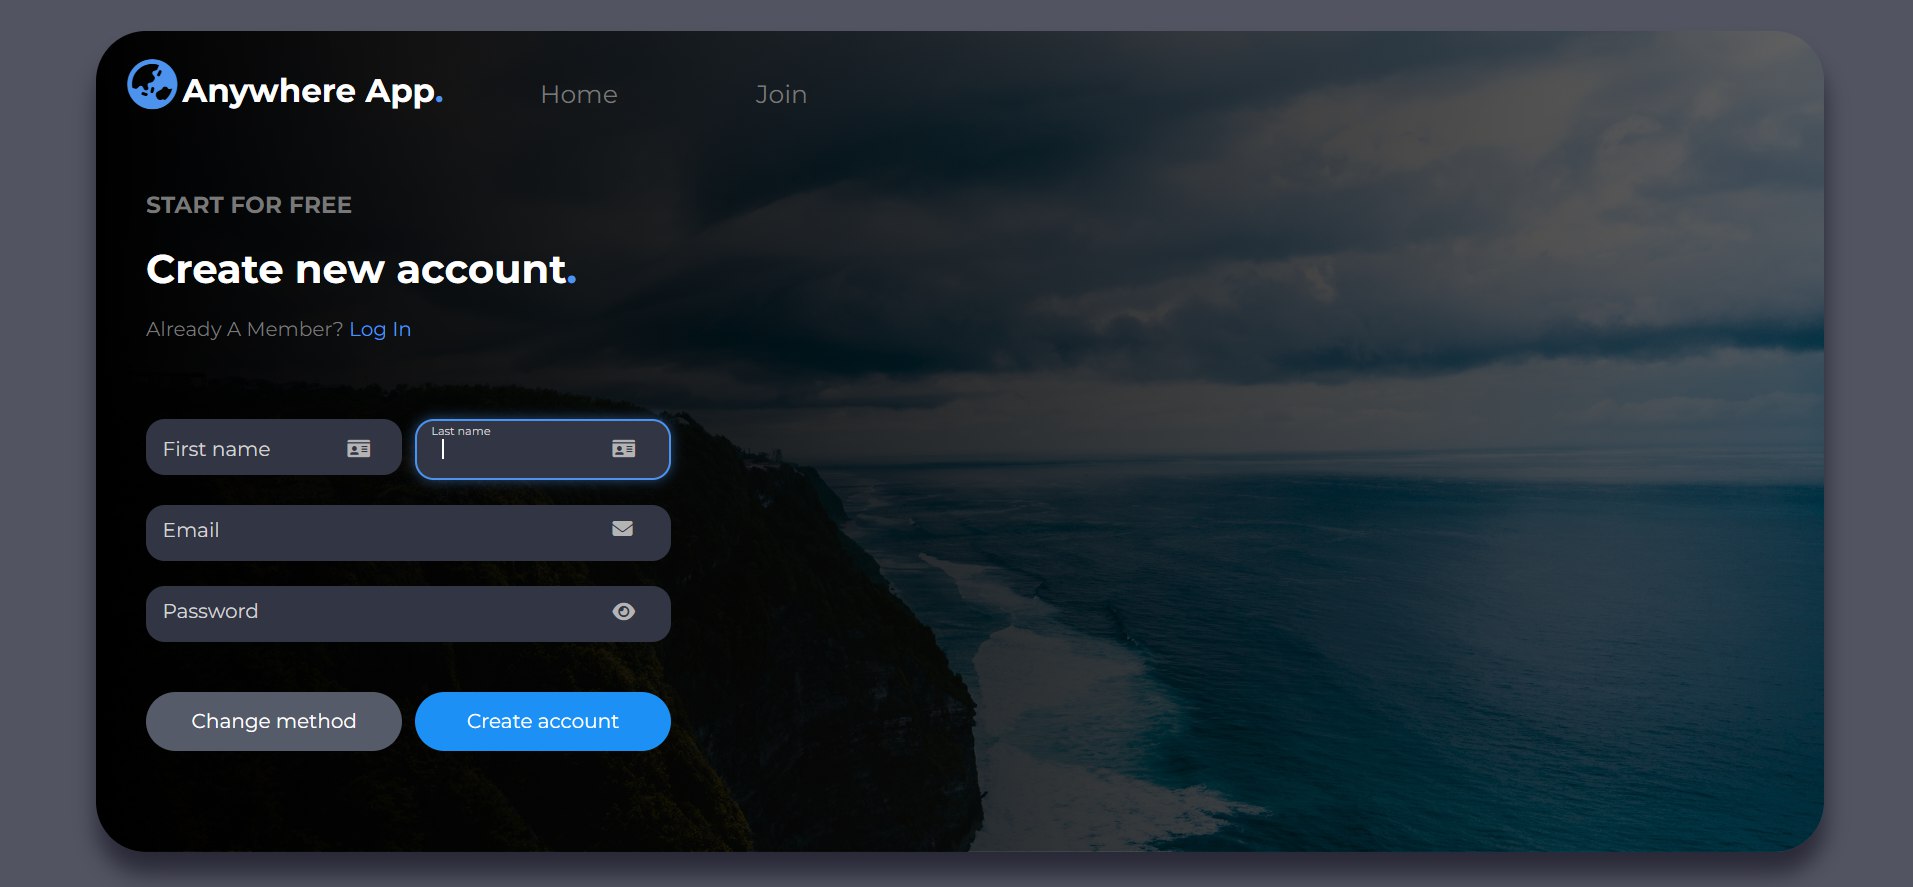 Anywhere App.
Home
Join
START FOR FREE
Create new account.
Already A Member? Log In
First name
Last name
Email
Password
Change method
Create account